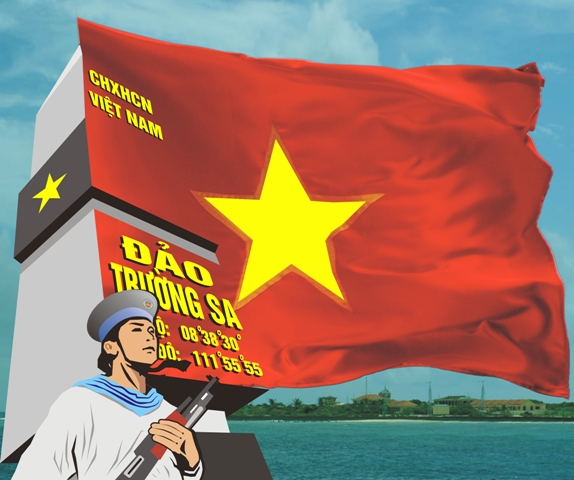 CHXHCN
VIỆT NAM
ĐẢO
TRƯỜNG SA
08°38'30"
111°55'55